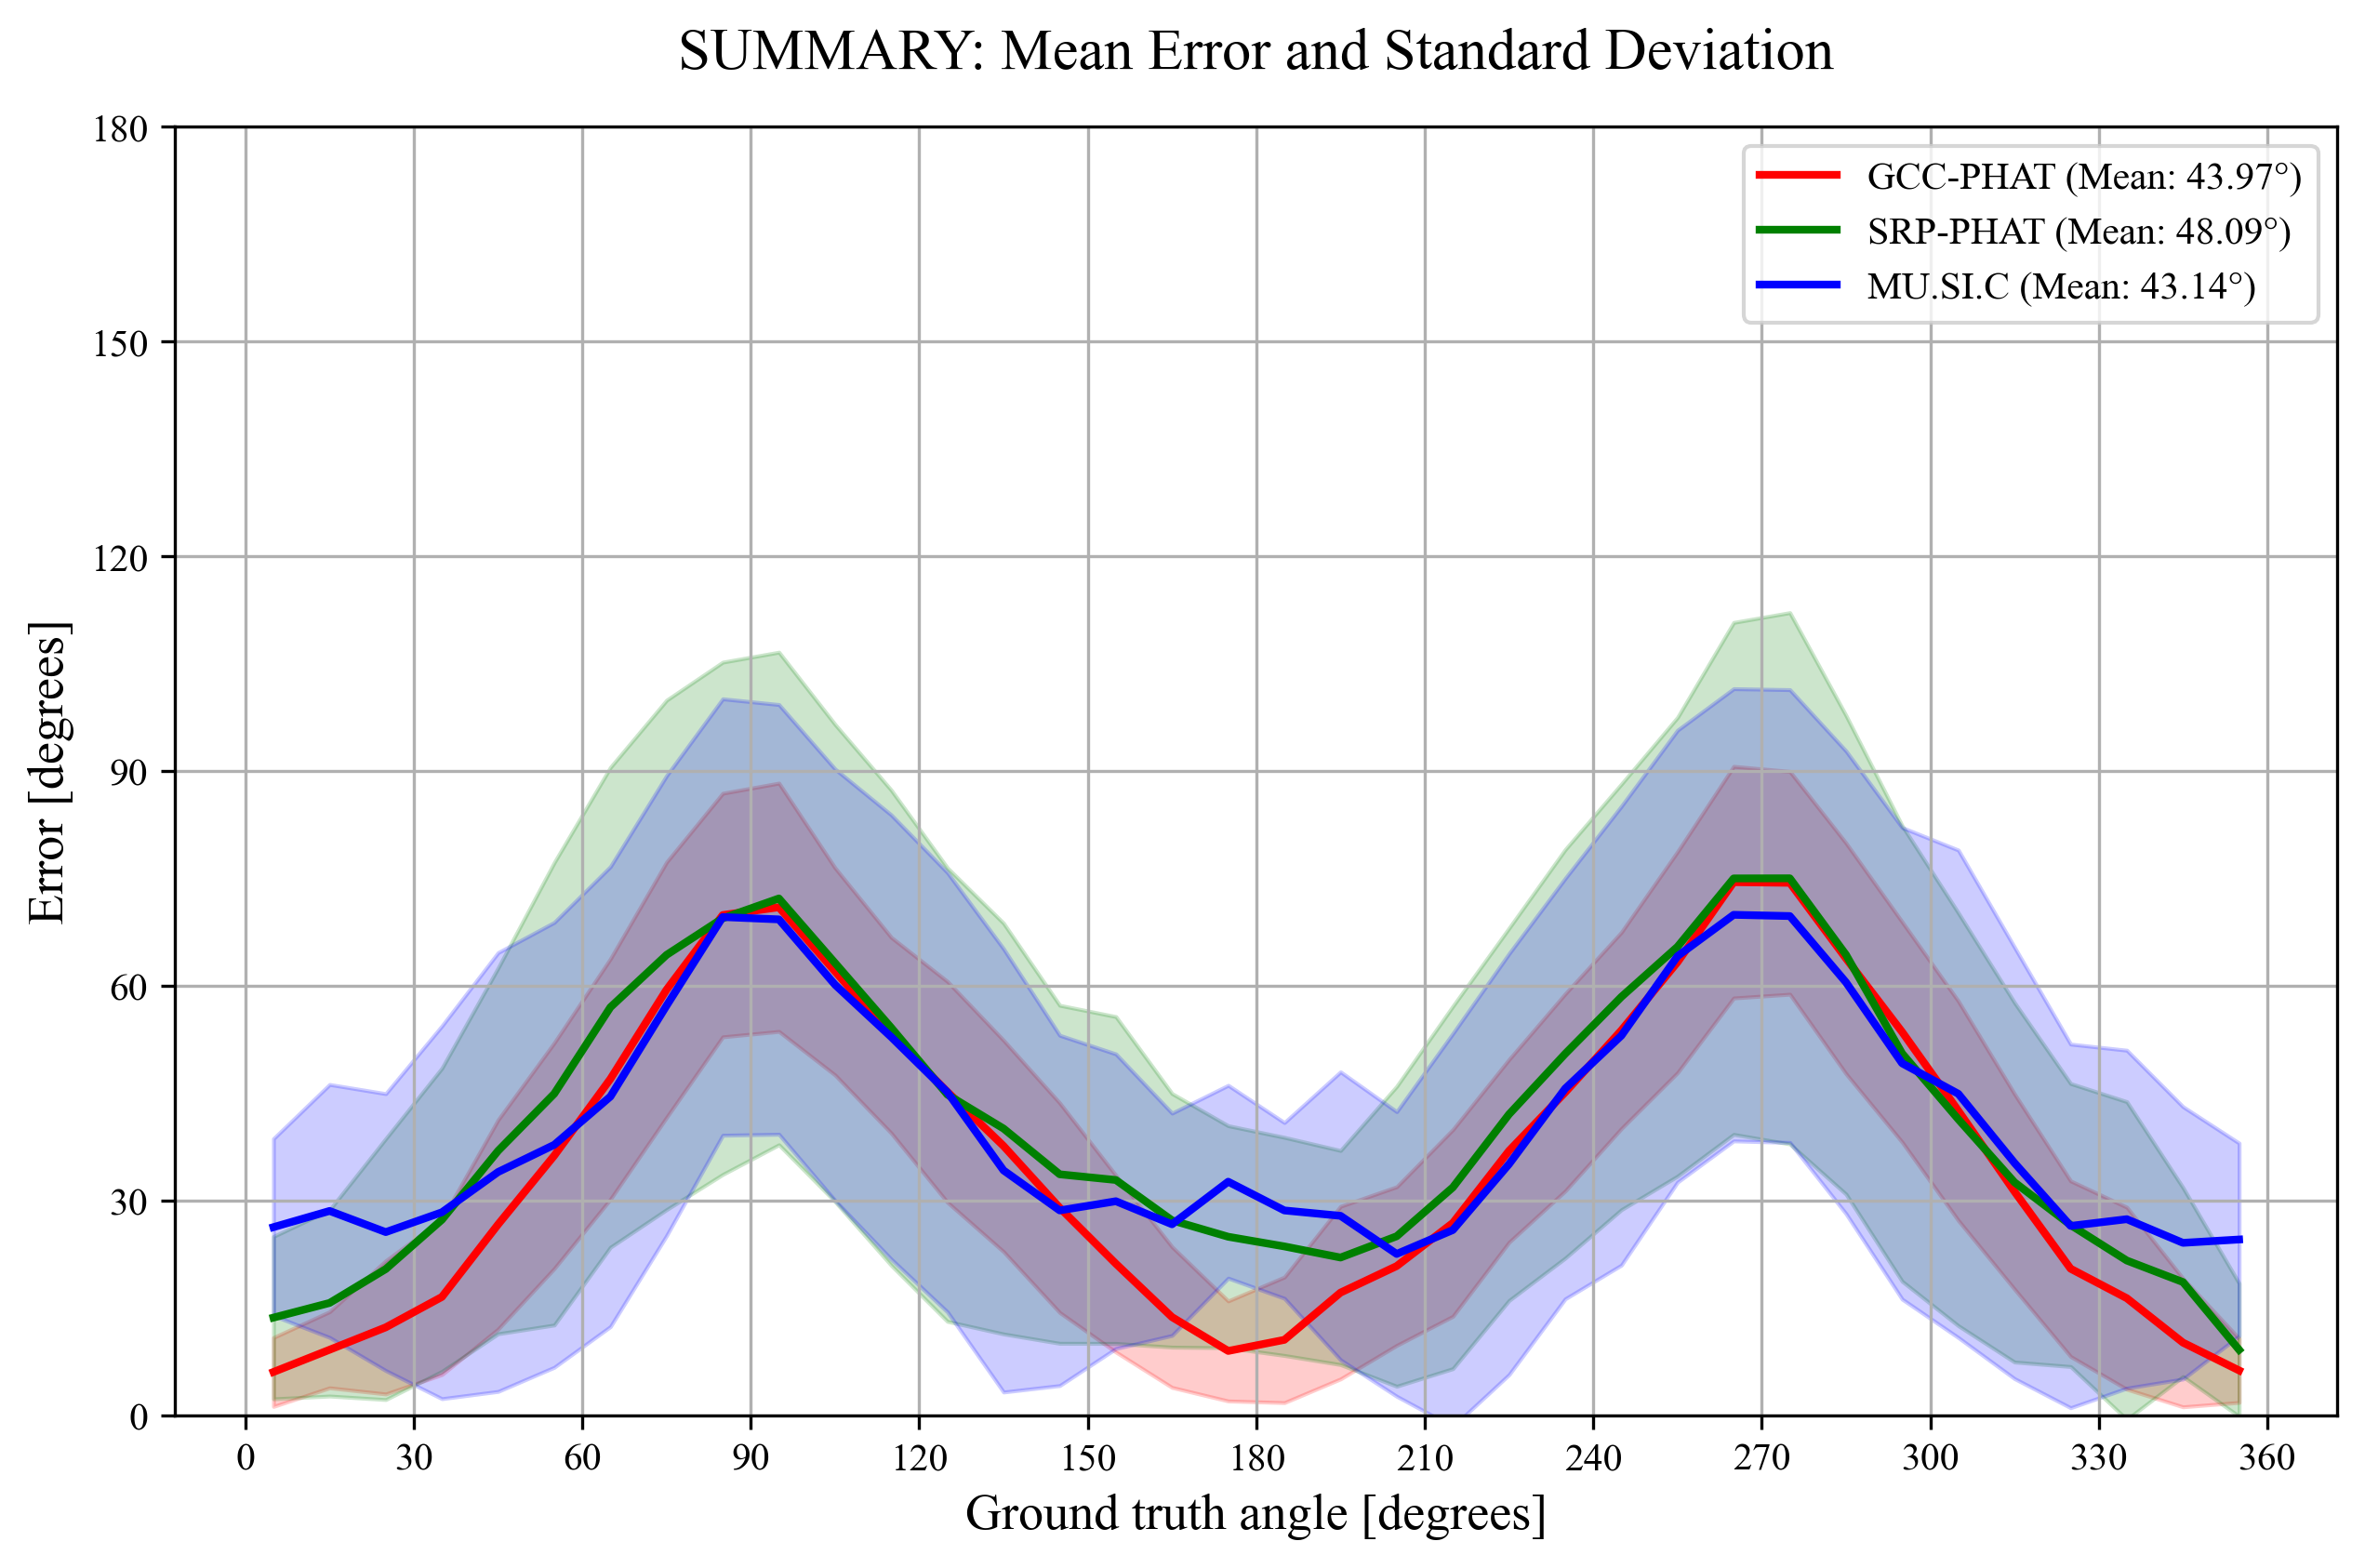 SUMMARY: Mean Error and Standard Deviation
GCC-PHAT (Mean: 43.97°)
SRP-PHAT (Mean: 48.09°)
MU.SI.C (Mean: 43.14°)
Error [degrees]
180
150
120
90
60
30
0
0 30 60 90 120 150 180 210 240 270 300 330 360
Ground truth angle [degrees]